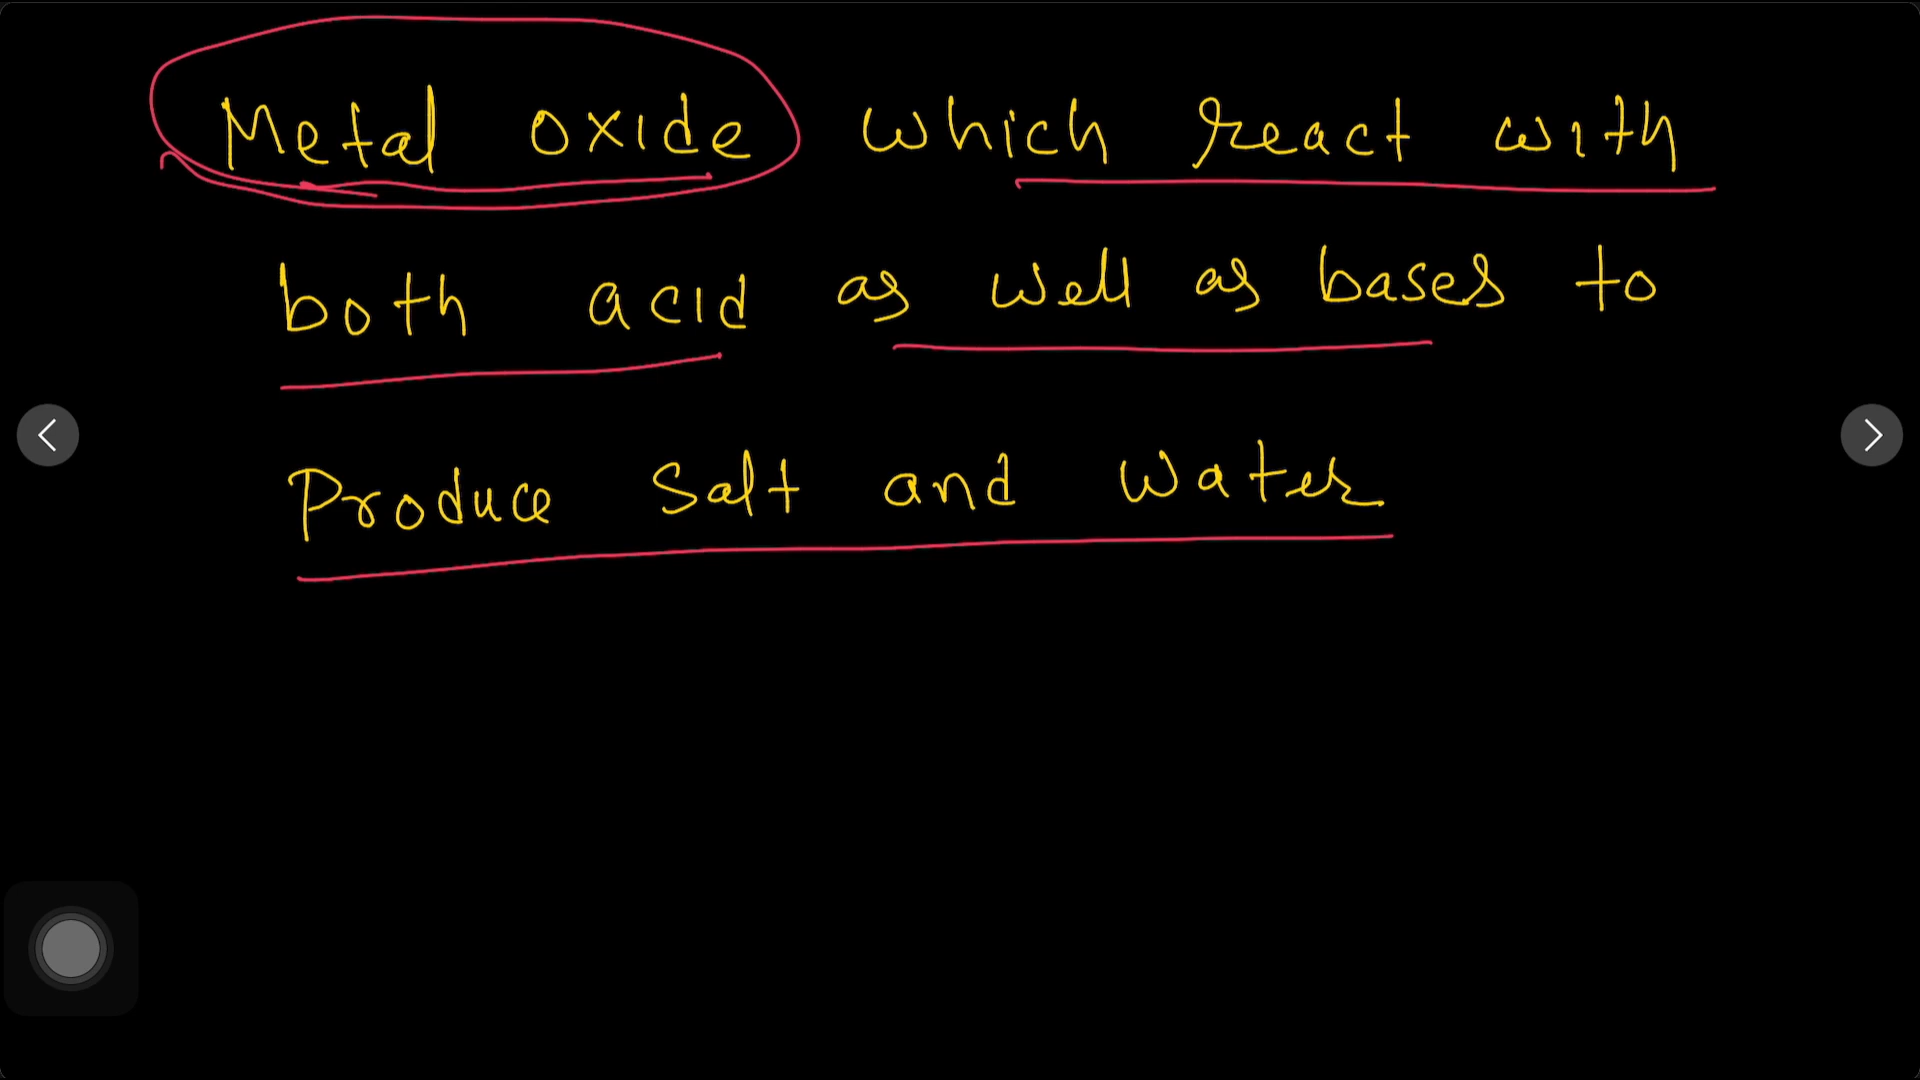 Metal oxide which react with
both acid as well as bases to
Produce Salt and Water